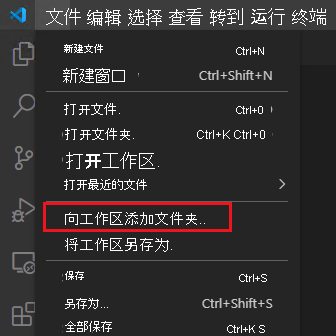 文件 编辑 选择 查看 转到 运行 终端
新建文件 Ctrl+N
新建窗口 Ctrl+Shift+N
打开文件. Ctrl+0
打开文件夹. Ctrl+K Ctrl+0
打开工作区.
打开最近的文件
向工作区添加文件夹..
将工作区另存为.
保存 Ctrl+S
另存为... Ctrl+Shift+S
全部保存 Ctrl+K S